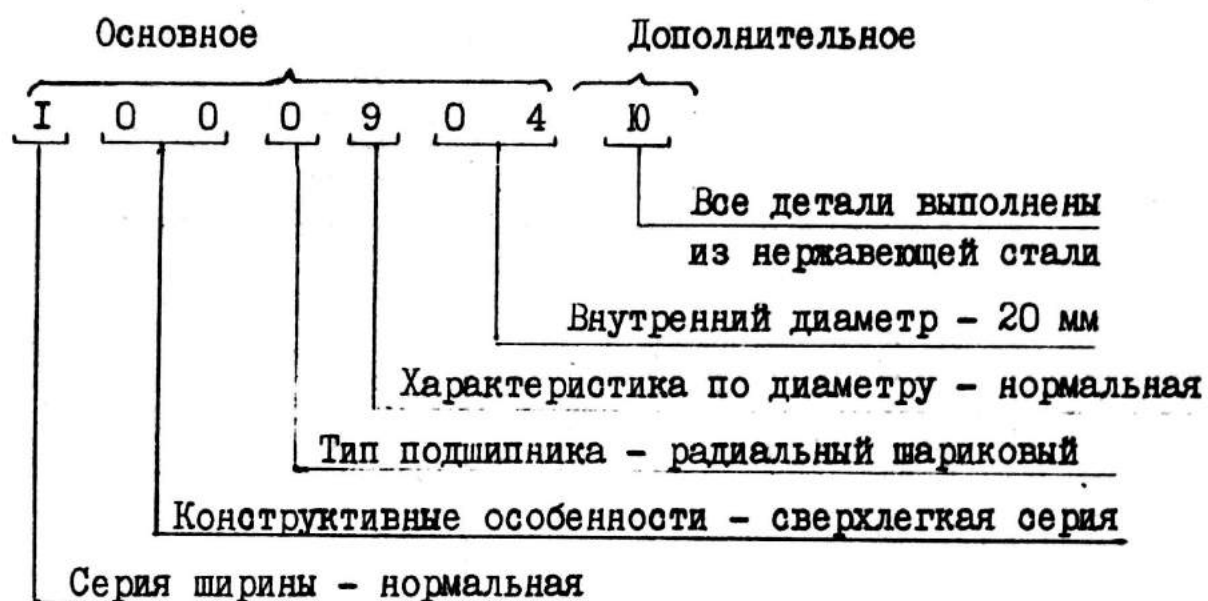 Основное Дополнительное
I 0 0 0 9 0 4 Ю
Все детали выполнены
из нержавеющей стали
Внутренний диаметр - 20 мм
Характеристика по диаметру - нормальная
Тип подшипника - радиальный шариковый
Конструктивные особенности - сверхлегкая серия
Серия ширины - нормальная